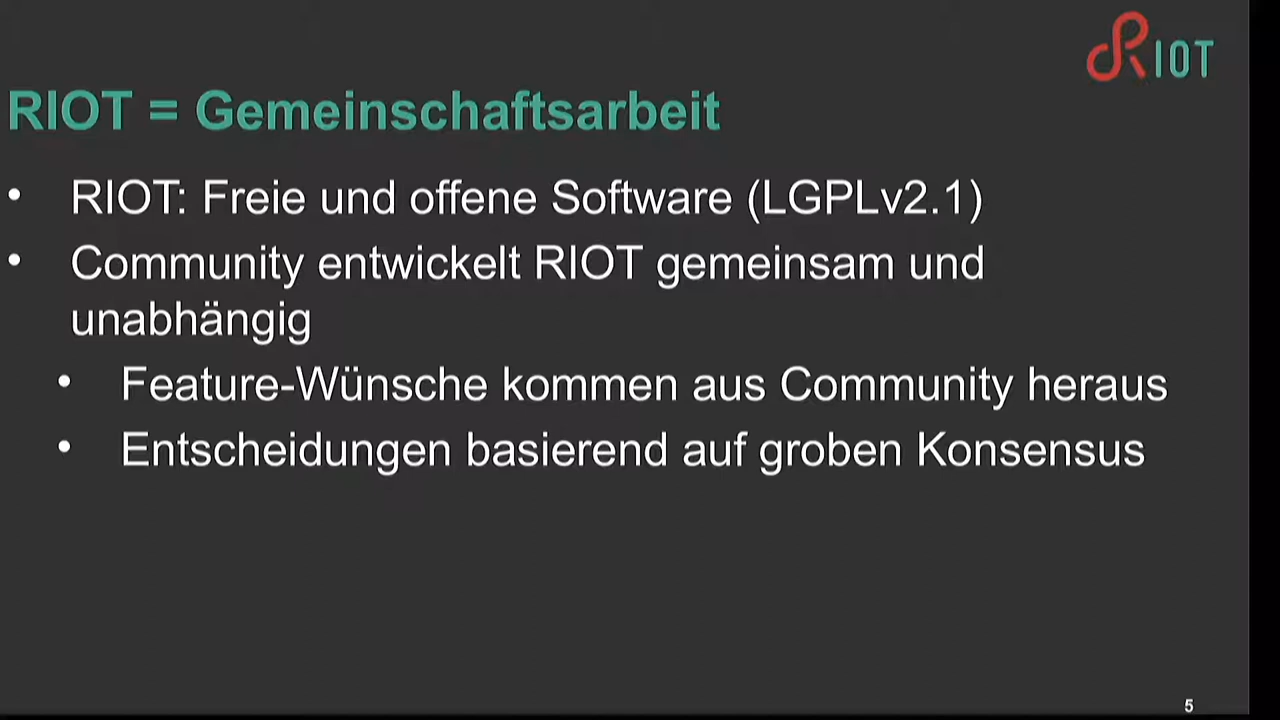 RIOT
RIOT = Gemeinschaftsarbeit
• RIOT: Freie und offene Software (LGPLv2.1)
• Community entwickelt RIOT gemeinsam und
unabhängig
• Feature-Wünsche kommen aus Community heraus
• Entscheidungen basierend auf groben Konsensus
5